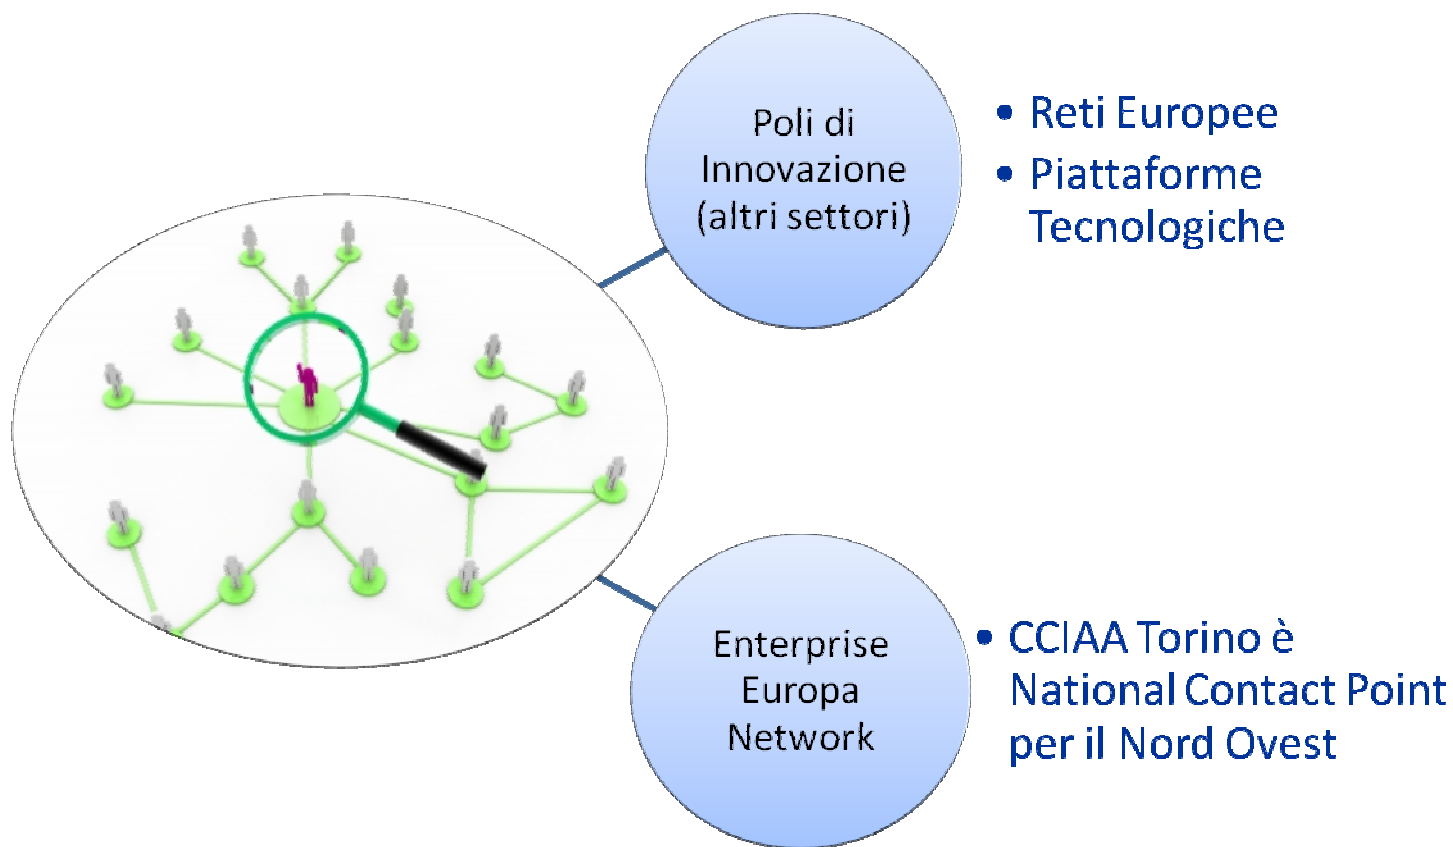 Poli di
Innovazione
(altri settori)
• Reti Europee
• Piattaforme
Tecnologiche
Enterprise
Europa
Network
• CCIAA Torino è
National Contact Point
per il Nord Ovest